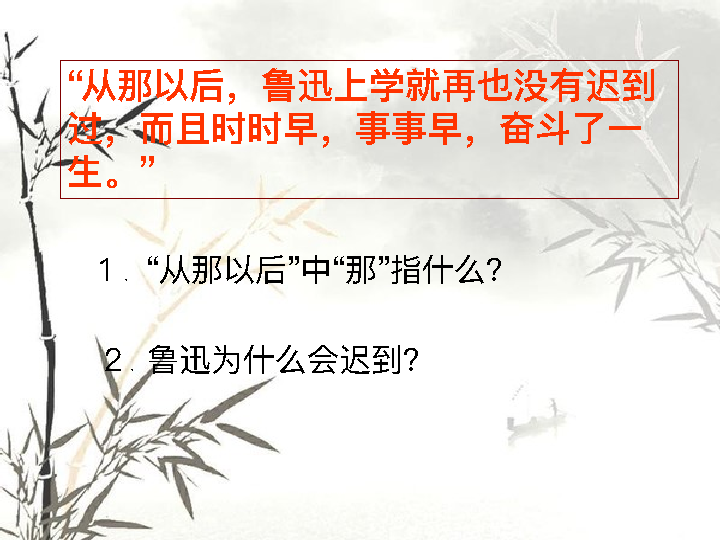 “从那以后，鲁迅上学就再也没有迟到
过，而且时时早，事事早，奋斗了一
生。”
1．“从那以后”中“那”指什么？
2．鲁迅为什么会迟到？